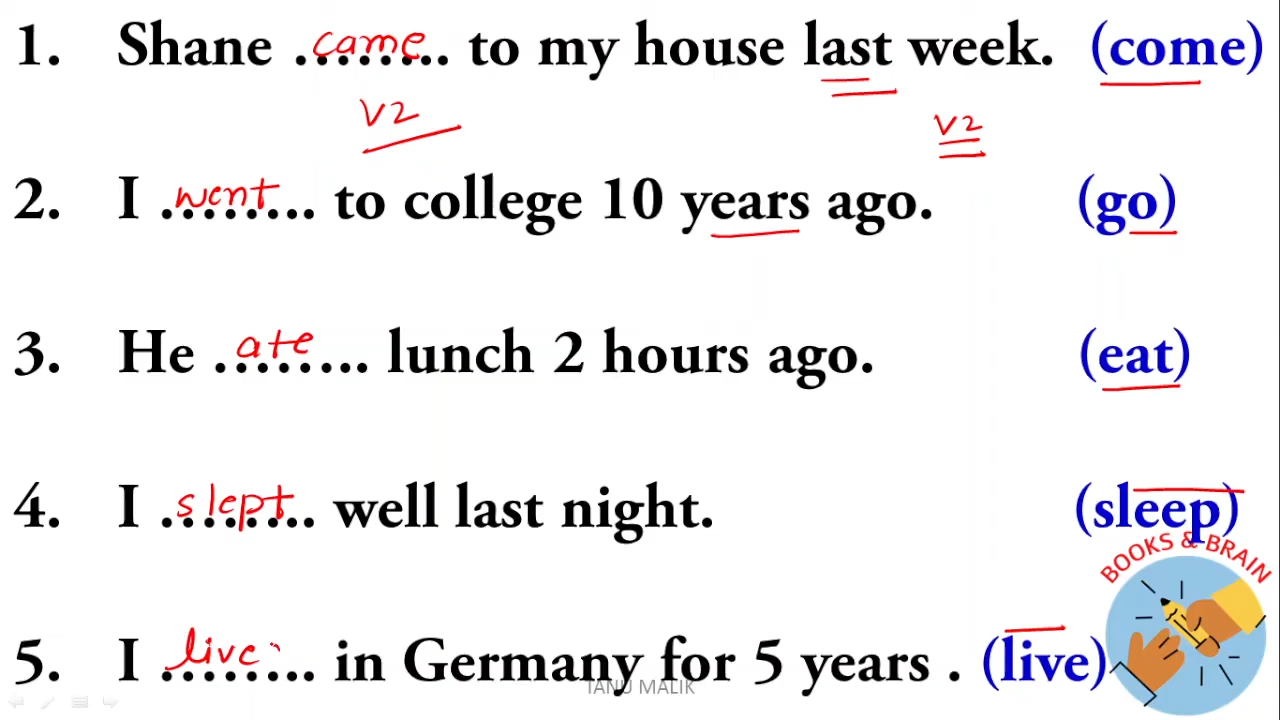 1. Shane ...came..... to my house last week. (come)
V2
V2
2. I .went....... to college 10 years ago. (go)
3. He .ate....... lunch 2 hours ago. (eat)
4. I .slept....... well last night. (sleep)
BOOKS & BRAIN
5. I .live....... in Germany for 5 years . (live)
TANU MALIK